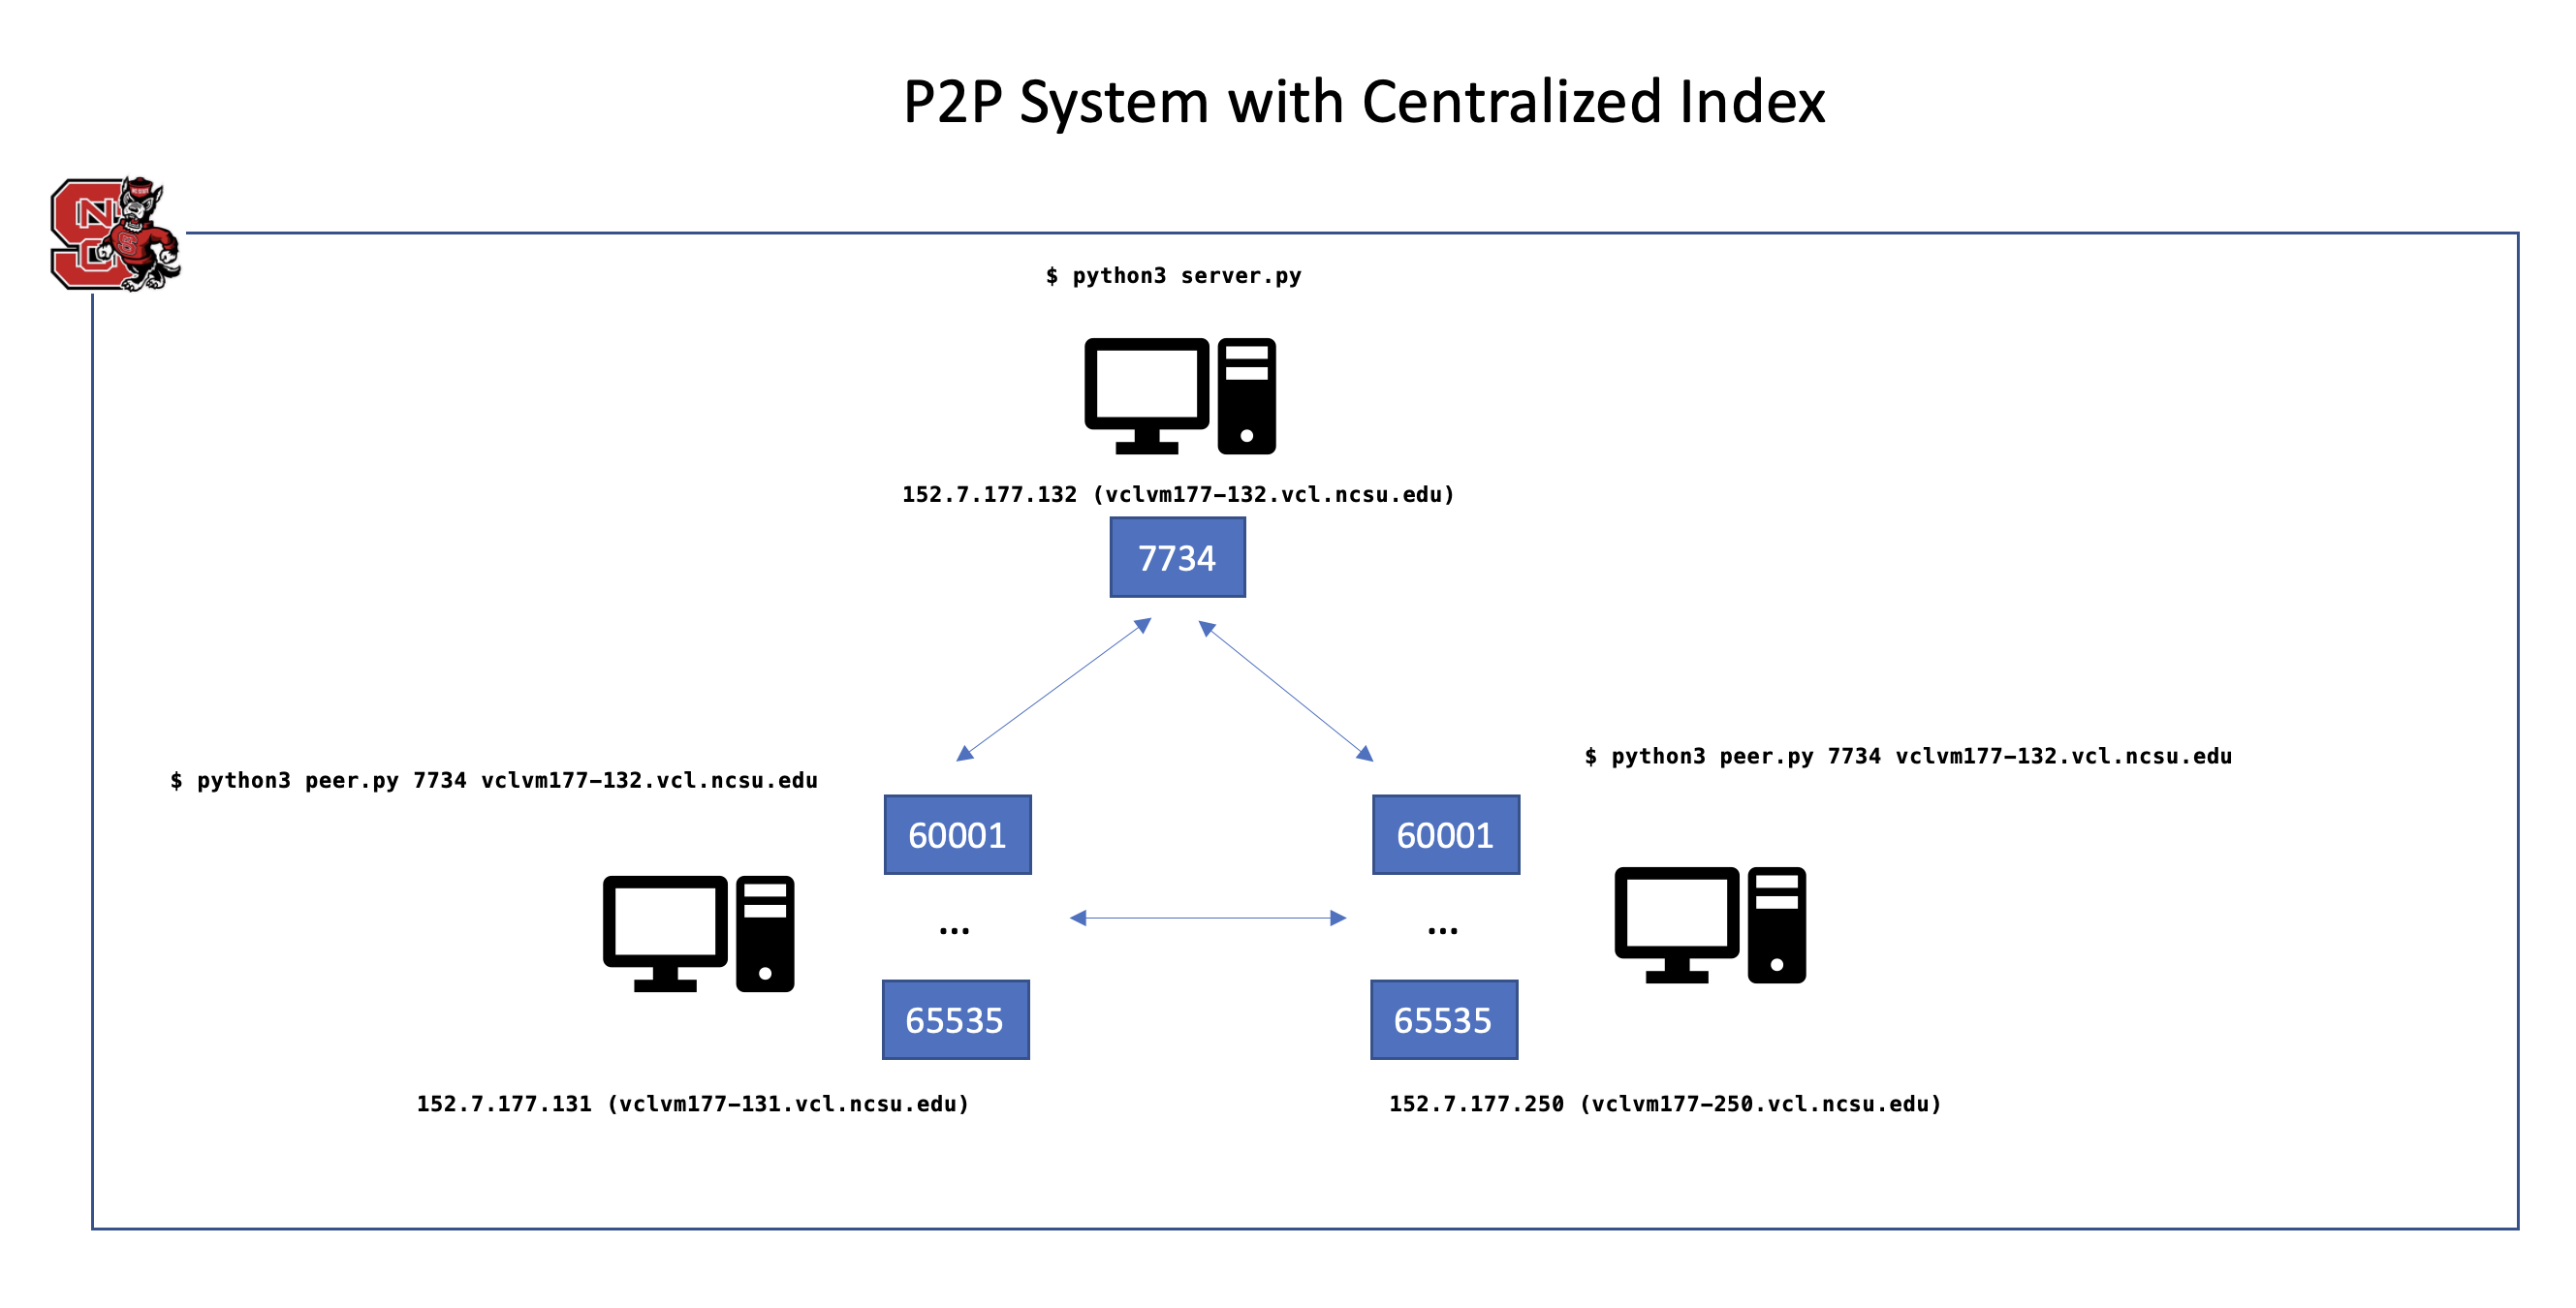 P2P System with Centralized Index
$ python3 server.py
152.7.177.132 (vclvm177-132.vcl.ncsu.edu)
7734
$ python3 peer.py 7734 vclvm177-132.vcl.ncsu.edu
$ python3 peer.py 7734 vclvm177-132.vcl.ncsu.edu
60001
60001
...
...
65535
65535
152.7.177.131 (vclvm177-131.vcl.ncsu.edu)
152.7.177.250 (vclvm177-250.vcl.ncsu.edu)